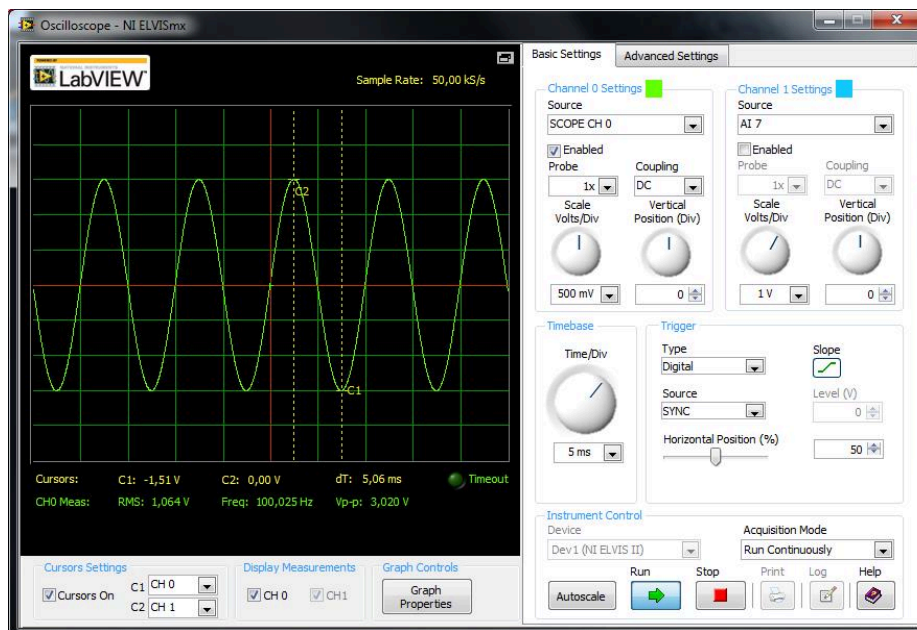 Oscilloscope - NI ELVISmx
POWERED BY
NATIONAL INSTRUMENTS
LabVIEW™
Sample Rate: 50,00 kS/s
C2
C1
Cursors: C1: -1,51 V C2: 0,00 V dT: 5,06 ms Timeout
CH0 Meas: RMS: 1,064 V Freq: 100,025 Hz Vp-p: 3,020 V
Cursors Settings
Cursors On
C1 CH 0
C2 CH 1
Display Measurements
CH 0 CH1
Graph Controls
Graph
Properties
Basic Settings Advanced Settings
Channel 0 Settings
Source
SCOPE CH 0
Enabled
Probe Coupling
1x DC
Scale Vertical
Volts/Div Position (Div)
500 mV 0
Channel 1 Settings
Source
AI 7
Enabled
Probe Coupling
1x DC
Scale Vertical
Volts/Div Position (Div)
1 V 0
Timebase
Time/Div
5 ms
Trigger
Type Slope
Digital
Source Level (V)
SYNC 0
Horizontal Position (%)
50
Instrument Control
Device Acquisition Mode
Dev1 (NI ELVIS II) Run Continuously
Run Stop Print Log Help
Autoscale